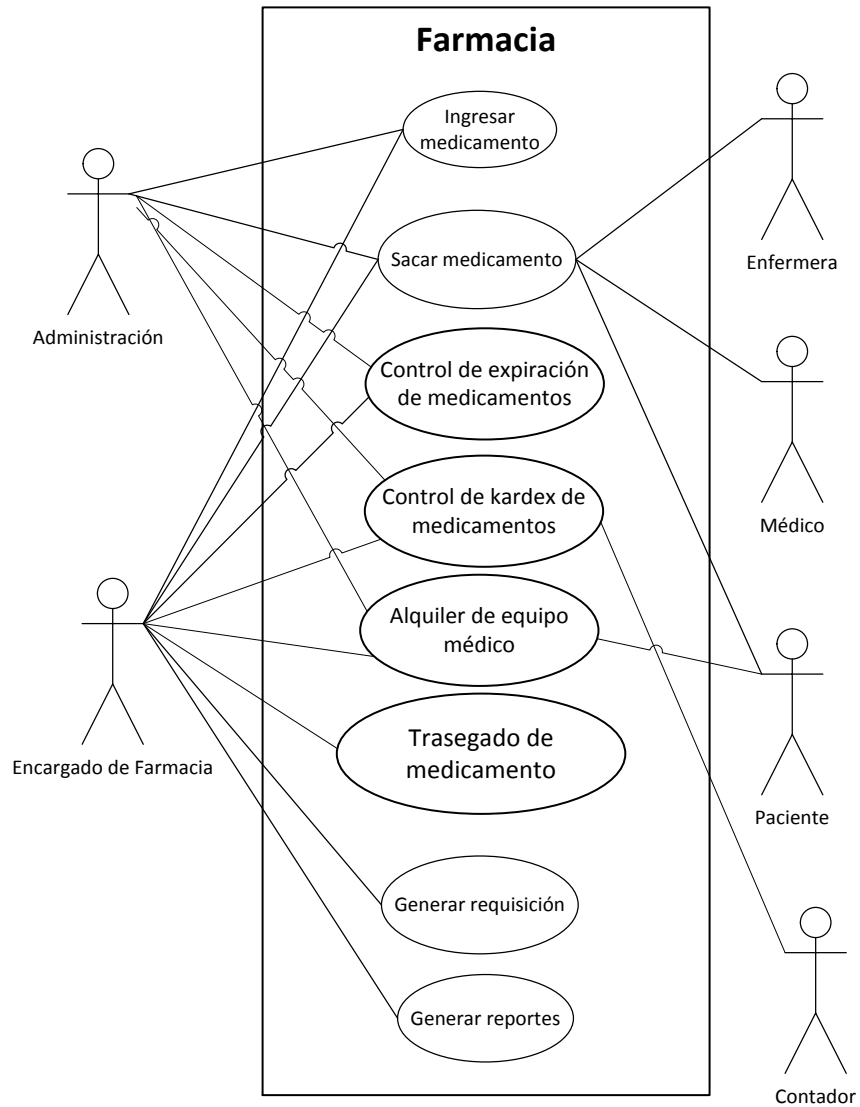 Farmacia
Ingresar
medicamento
Sacar medicamento
Control de expiración
de medicamentos
Control de kardex de
medicamentos
Alquiler de equipo
médico
Trasegado de
medicamento
Generar requisición
Generar reportes
Administración
Encargado de Farmacia
Enfermera
Médico
Paciente
Contador